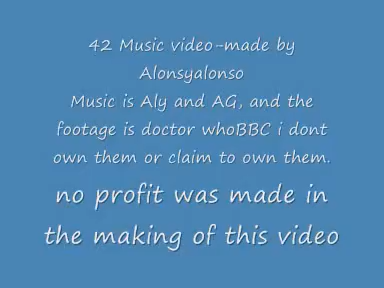 42 Music video-made by
Alonsyalonso
Music is Aly and AG, and the
footage is doctor whoBBC i dont
own them or claim to own them.
no profit was made in
the making of this video